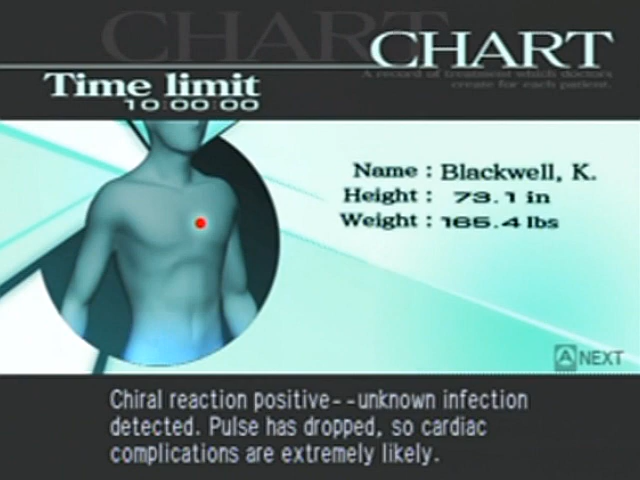 CHART
CHART
A record of treatment which doctors
create for each patient.
Time limit
10:00:00
Name : Blackwell, K.
Height : 73.1 in
Weight : 165.4 lbs
A NEXT
Chiral reaction positive--unknown infection
detected. Pulse has dropped, so cardiac
complications are extremely likely.